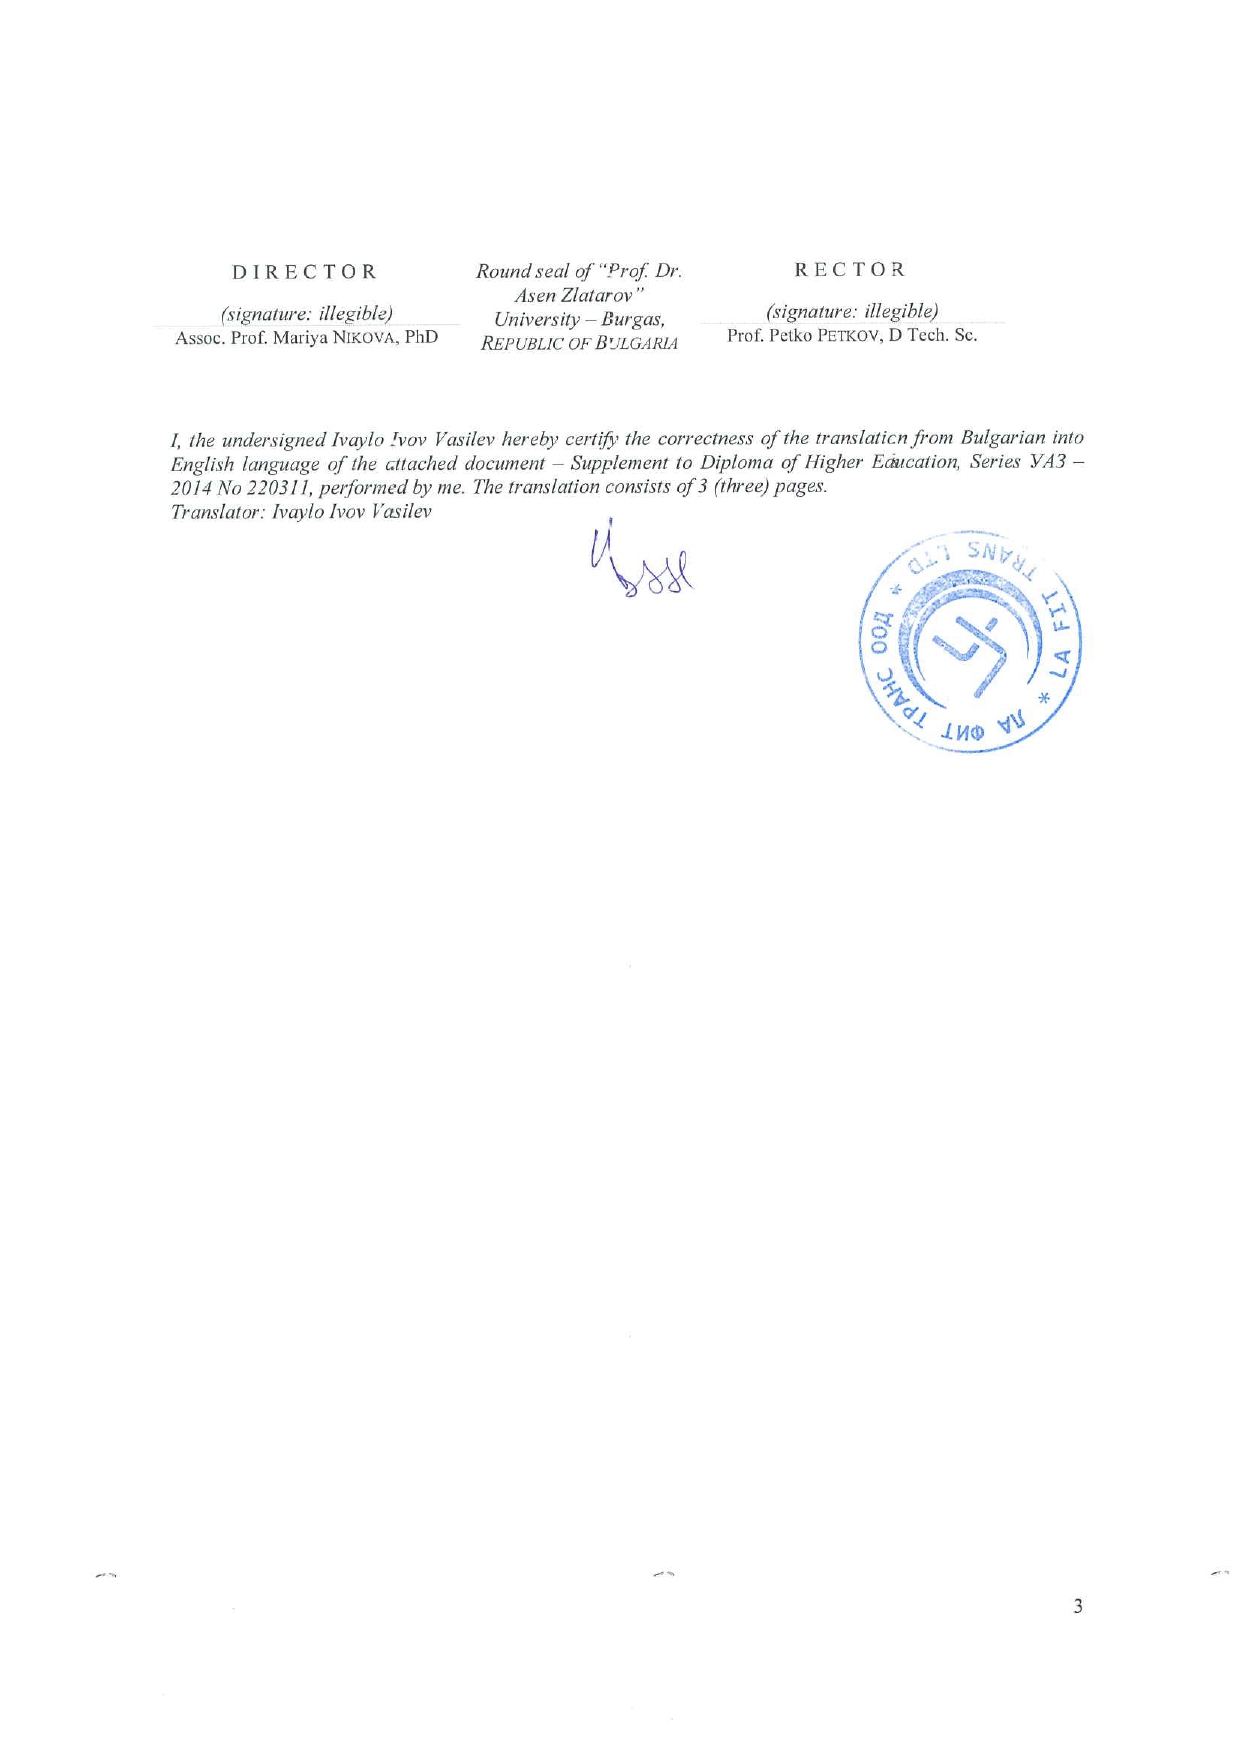 DIRECTOR
(signature: illegible)
Assoc. Prof. Mariya NIKOVA, PhD
Round seal of “Prof. Dr.
Asen Zlatarov”
University – Burgas,
REPUBLIC OF BULGARIA
RECTOR
(signature: illegible)
Prof. Petko PETKOV, D Tech. Sc.
I, the undersigned Ivaylo Ivov Vasilev hereby certify the correctness of the translation from Bulgarian into
English language of the attached document – Supplement to Diploma of Higher Education, Series УАЗ –
2014 No 220311, performed by me. The translation consists of 3 (three) pages.
Translator: Ivaylo Ivov Vasilev
ЛА ФИТ ТРАНС ООД * LA FIT TRANS LTD *
3